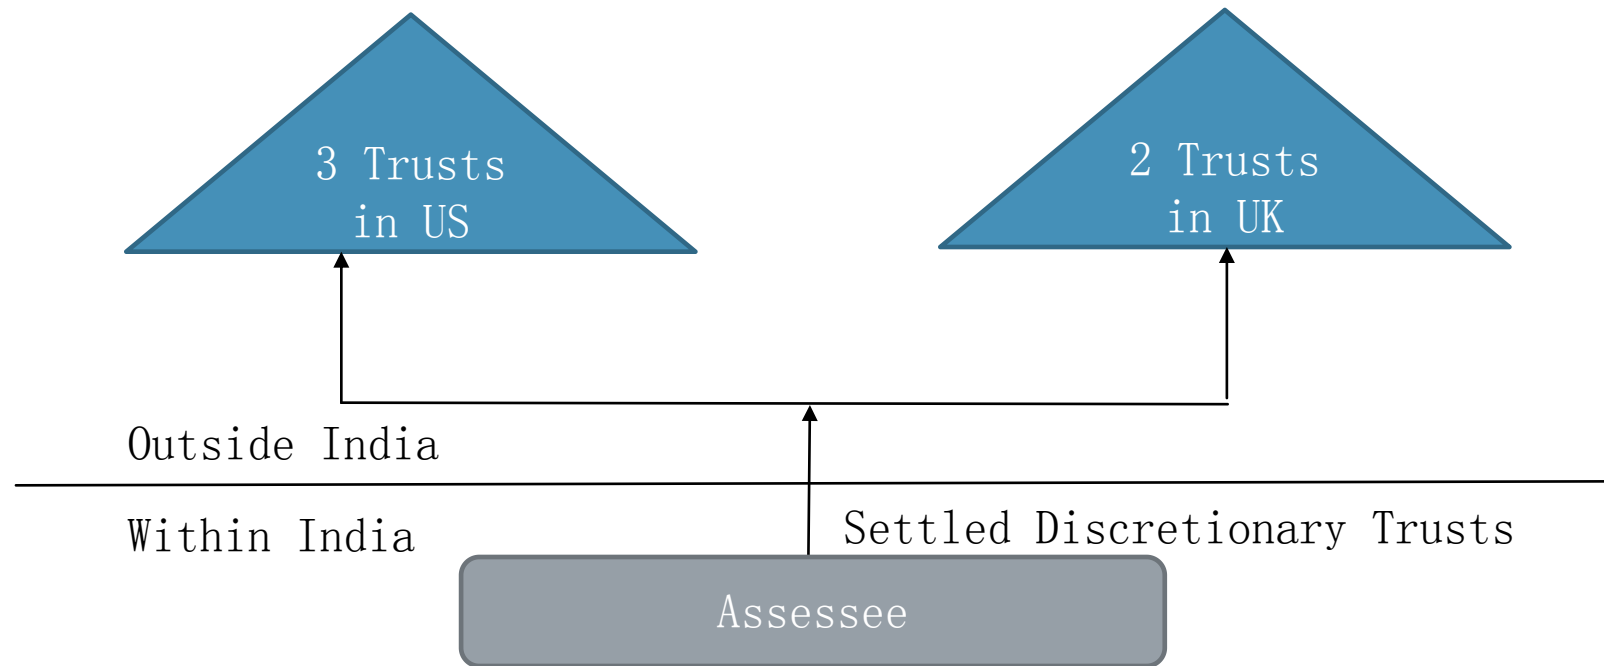 3 Trusts
in US
2 Trusts
in UK
Outside India
Within India
Settled Discretionary Trusts
Assessee